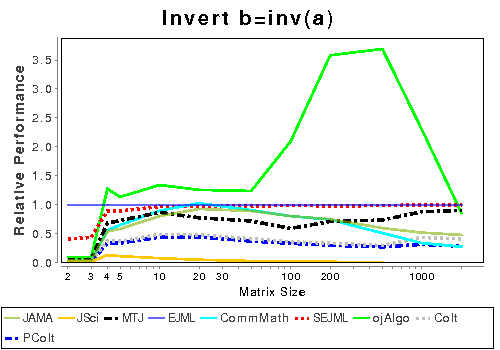 Invert b=inv(a)
Relative Performance
3.5
3.0
2.5
2.0
1.5
1.0
0.5
0.0
2 3 4 5 10 20 30 100 200 1000
Matrix Size
JAMA JSci MTJ EJML CommMath SEJML ojAlgo Colt
PColt